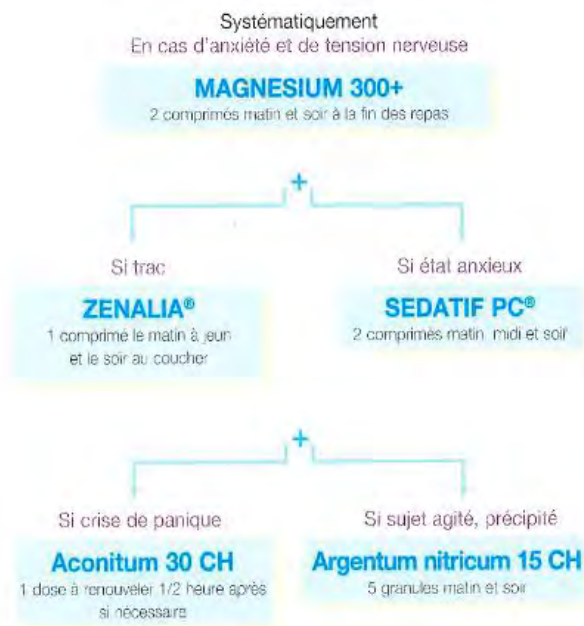 Systématiquement
En cas d'anxiété et de tension nerveuse
MAGNESIUM 300+
2 comprimés matin et soir à la fin des repas
+
Si trac
Si état anxieux
ZENALIA®
SEDATIF PC®
1 comprimé le matin à jeun
et le soir au coucher
2 comprimés matin midi et soir
+
Si crise de panique
Si sujet agité, précipité
Aconitum 30 CH
Argentum nitricum 15 CH
1 dose à renouveler 1/2 heure après
si nécessaire
5 granules matin et soir